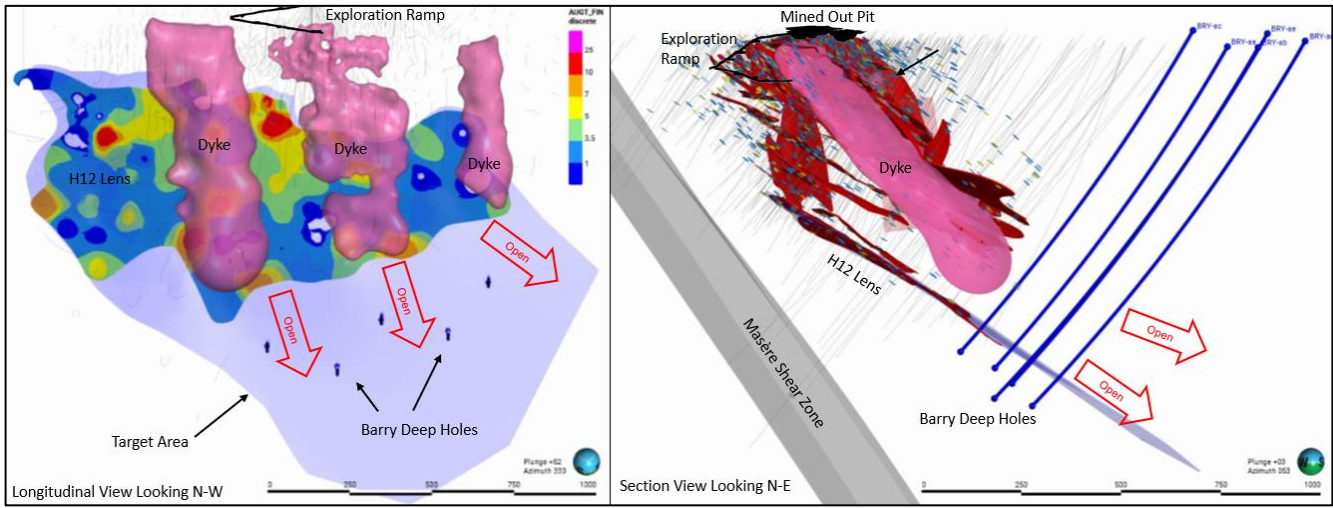 Exploration Ramp
AUGT_FIN
discrete
25
10
7
5
3.5
1
Dyke
Dyke
Dyke
H12 Lens
Open
Open
Open
Target Area
Barry Deep Holes
Plunge +52
Azimuth 330
0
250
500
750
1000
Longitudinal View Looking N-W
Mined Out Pit
Exploration
Ramp
BRY-ac
BRY-ae
BRY-ab
Dyke
H12 Lens
Masère Shear Zone
Open
Open
Barry Deep Holes
Plunge +03
Azimuth 053
0
250
500
750
1000
Section View Looking N-E